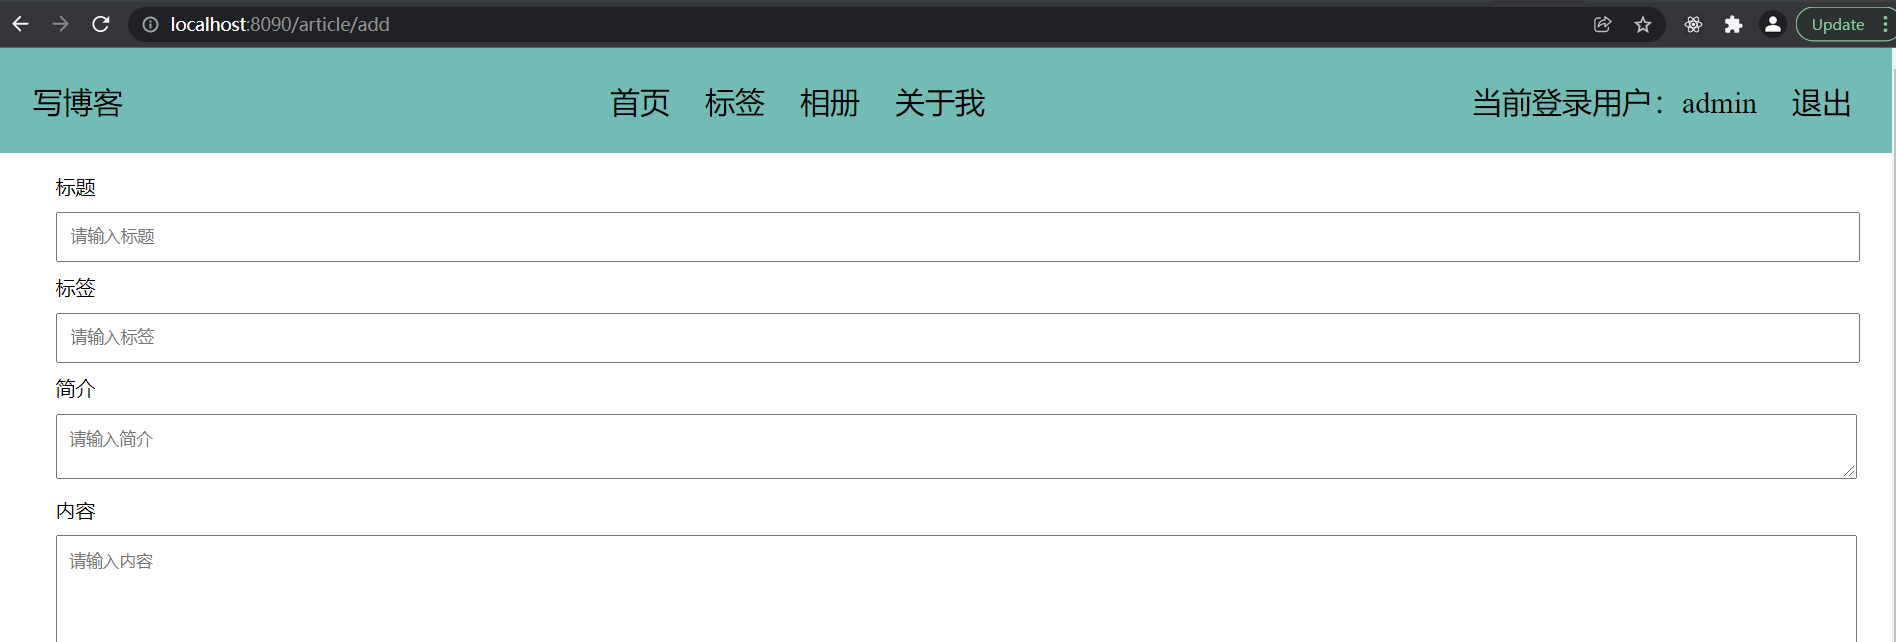 localhost:8090/article/add
Update
写博客 首页 标签 相册 关于我 当前登录用户：admin 退出
标题
请输入标题
标签
请输入标签
简介
请输入简介
内容
请输入内容